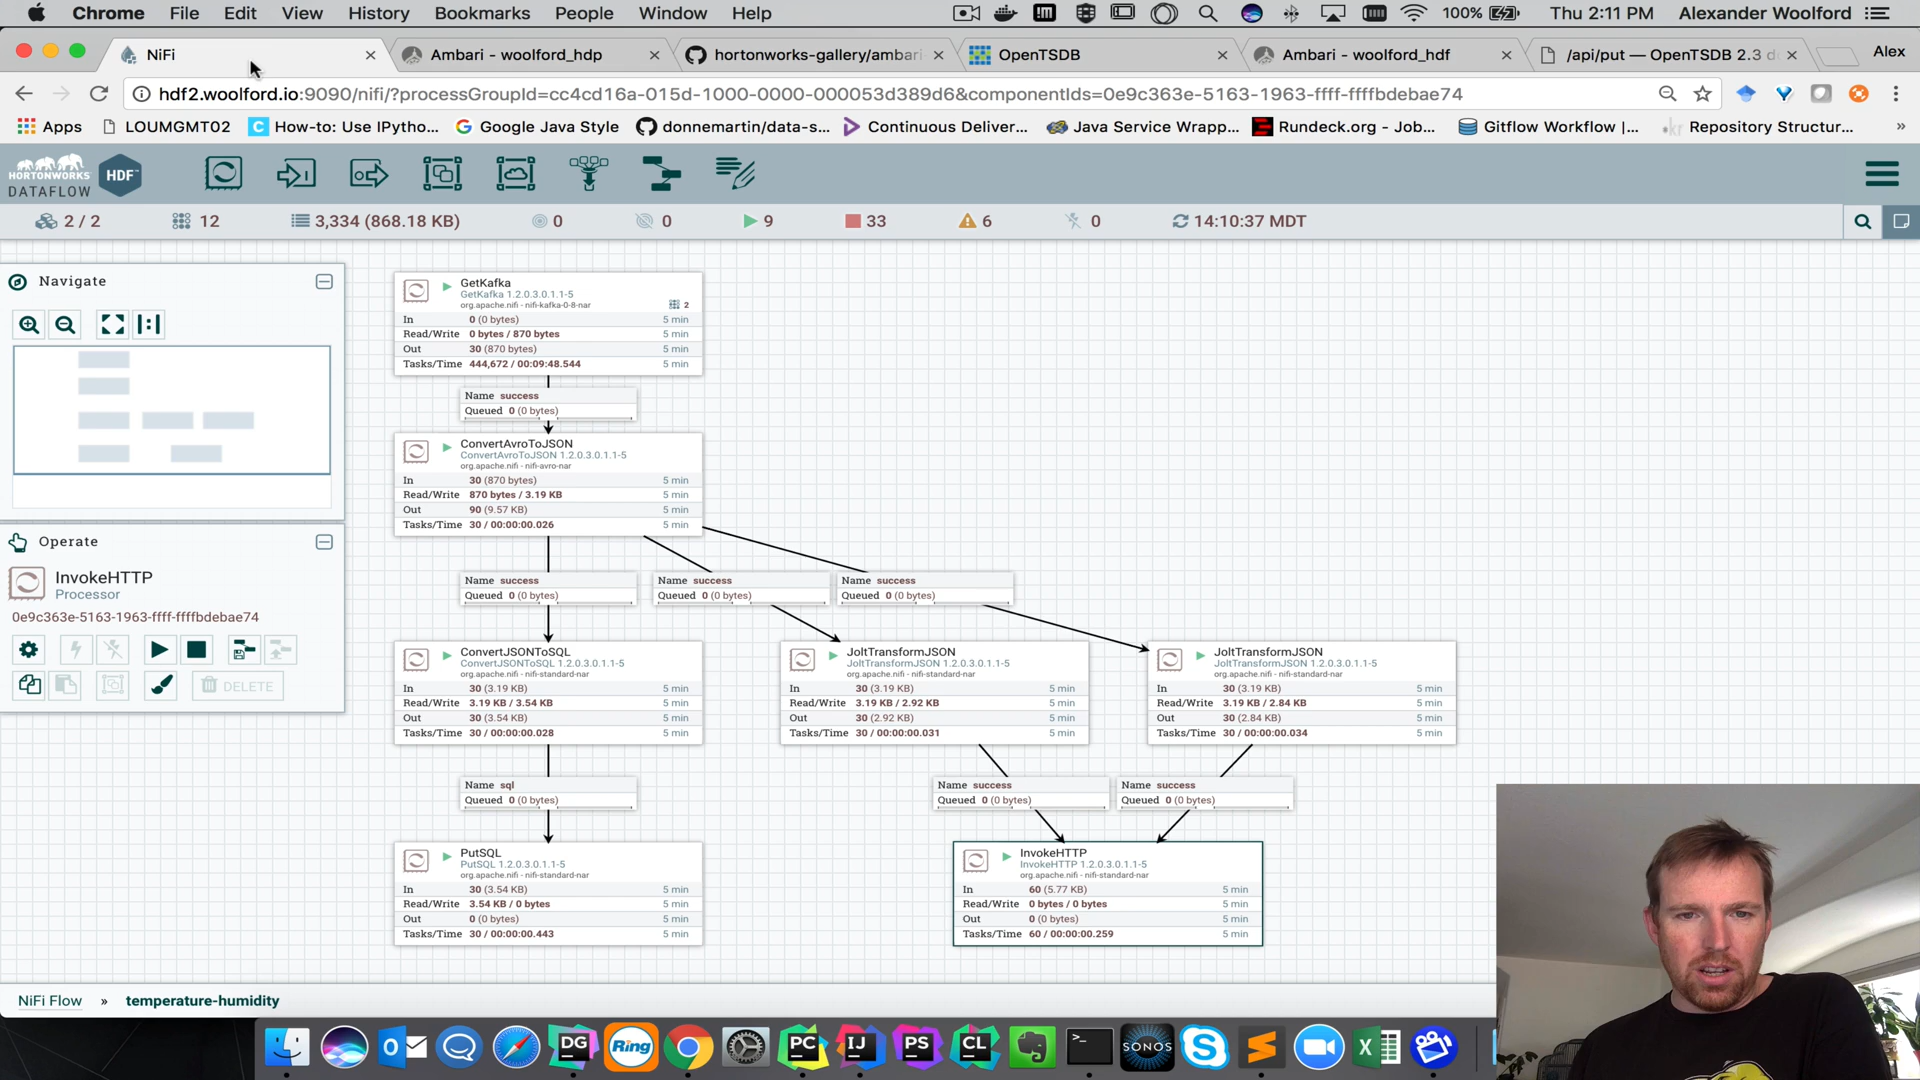 Chrome File Edit View History Bookmarks People Window Help 100% Thu 2:11 PM Alexander Woolford
NiFi Ambari - woolford_hdp hortonworks-gallery/ambari OpenTSDB Ambari - woolford_hdf /api/put — OpenTSDB 2.3 d Alex
hdf2.woolford.io:9090/nifi/?processGroupId=cc4cd16a-015d-1000-0000-000053d389d6&componentIds=0e9c363e-5163-1963-ffff-ffffbdebae74
Apps LOUMGMT02 How-to: Use IPytho... Google Java Style donnemartin/data-s... Continuous Deliver... Java Service Wrapp... Rundeck.org - Job... Gitflow Workflow |... Repository Structur... »
HORTONWORKS
DATAFLOW
HDF
2 / 2 12 3,334 (868.18 KB) 0 0 9 33 6 0 14:10:37 MDT
Navigate
Operate
InvokeHTTP
Processor
0e9c363e-5163-1963-ffff-ffffbdebae74
DELETE
GetKafka
GetKafka 1.2.0.3.0.1.1-5
org.apache.nifi - nifi-kafka-0-8-nar
2
In 0 (0 bytes) 5 min
Read/Write 0 bytes / 870 bytes 5 min
Out 30 (870 bytes) 5 min
Tasks/Time 444,672 / 00:09:48.544 5 min
Name success
Queued 0 (0 bytes)
ConvertAvroToJSON
ConvertAvroToJSON 1.2.0.3.0.1.1-5
org.apache.nifi - nifi-avro-nar
In 30 (870 bytes) 5 min
Read/Write 870 bytes / 3.19 KB 5 min
Out 90 (9.57 KB) 5 min
Tasks/Time 30 / 00:00:00.026 5 min
Name success
Queued 0 (0 bytes)
Name success
Queued 0 (0 bytes)
Name success
Queued 0 (0 bytes)
ConvertJSONToSQL
ConvertJSONToSQL 1.2.0.3.0.1.1-5
org.apache.nifi - nifi-standard-nar
In 30 (3.19 KB) 5 min
Read/Write 3.19 KB / 3.54 KB 5 min
Out 30 (3.54 KB) 5 min
Tasks/Time 30 / 00:00:00.028 5 min
JoltTransformJSON
JoltTransformJSON 1.2.0.3.0.1.1-5
org.apache.nifi - nifi-standard-nar
In 30 (3.19 KB) 5 min
Read/Write 3.19 KB / 2.92 KB 5 min
Out 30 (2.92 KB) 5 min
Tasks/Time 30 / 00:00:00.031 5 min
JoltTransformJSON
JoltTransformJSON 1.2.0.3.0.1.1-5
org.apache.nifi - nifi-standard-nar
In 30 (3.19 KB) 5 min
Read/Write 3.19 KB / 2.84 KB 5 min
Out 30 (2.84 KB) 5 min
Tasks/Time 30 / 00:00:00.034 5 min
Name sql
Queued 0 (0 bytes)
Name success
Queued 0 (0 bytes)
Name success
Queued 0 (0 bytes)
PutSQL
PutSQL 1.2.0.3.0.1.1-5
org.apache.nifi - nifi-standard-nar
In 30 (3.54 KB) 5 min
Read/Write 3.54 KB / 0 bytes 5 min
Out 0 (0 bytes) 5 min
Tasks/Time 30 / 00:00:00.443 5 min
InvokeHTTP
InvokeHTTP 1.2.0.3.0.1.1-5
org.apache.nifi - nifi-standard-nar
In 60 (5.77 KB) 5 min
Read/Write 0 bytes / 0 bytes 5 min
Out 0 (0 bytes) 5 min
Tasks/Time 60 / 00:00:00.259 5 min
NiFi Flow » temperature-humidity
DG Ring PC IJ PS CL >_ SONOS